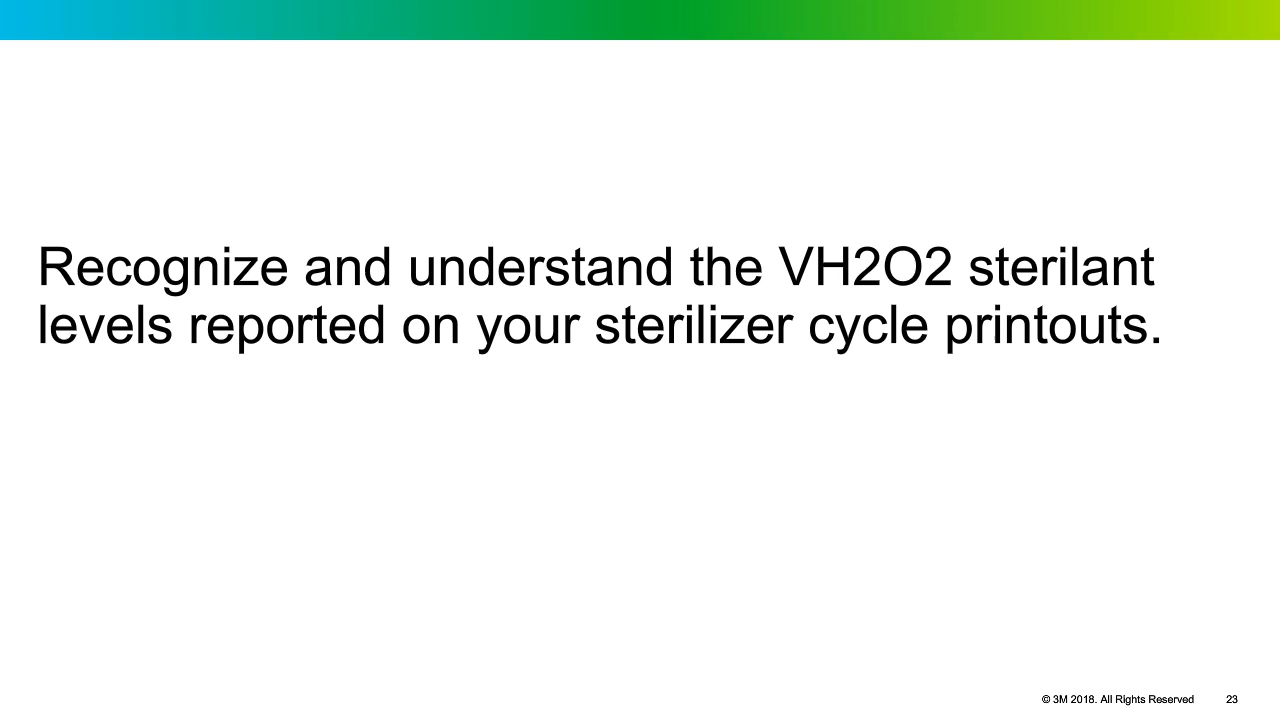 Recognize and understand the VH2O2 sterilant
levels reported on your sterilizer cycle printouts.
© 3M 2018. All Rights Reserved 23